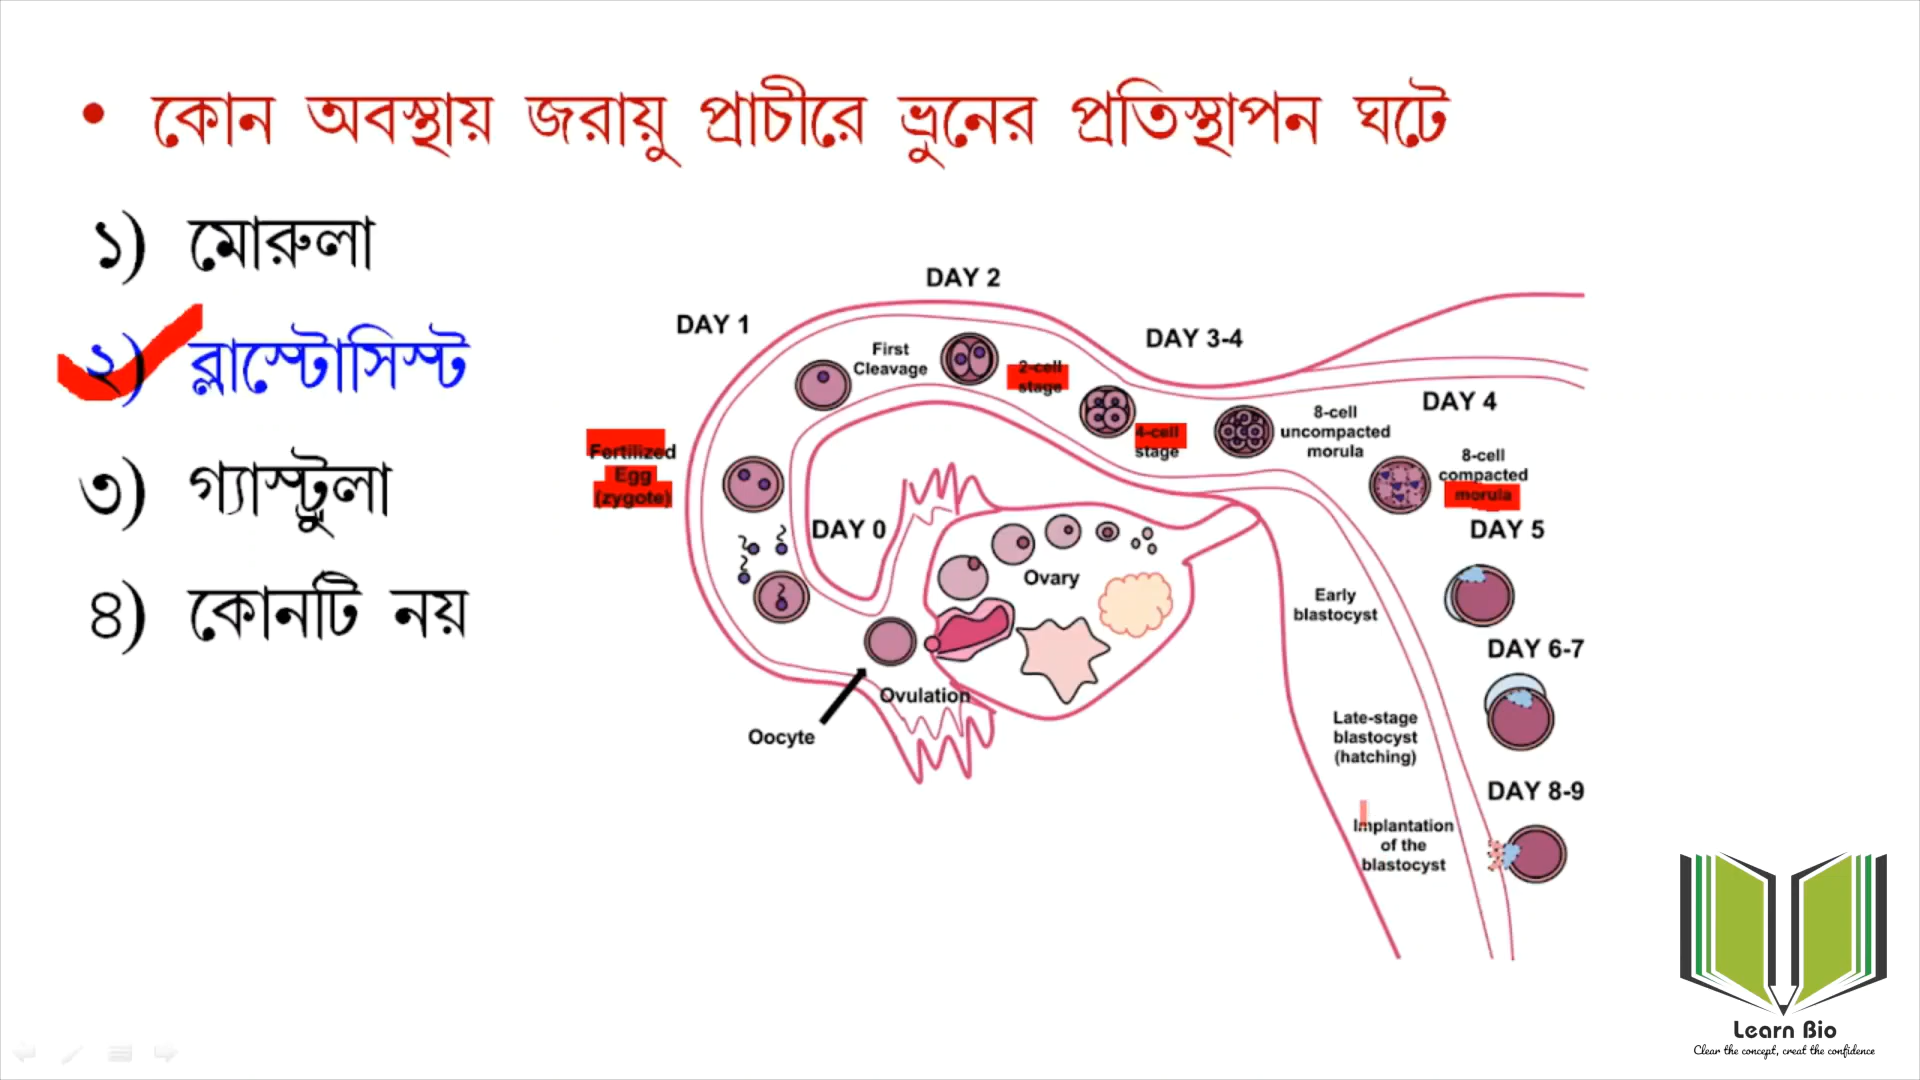 • কোন অবস্থায় জরায়ু প্রাচীরে ভ্রুনের প্রতিস্থাপন ঘটে
১) মোরুলা
২) ব্লাস্টোসিস্ট
৩) গ্যাস্ট্রুলা
৪) কোনটি নয়
DAY 2
DAY 1
DAY 3-4
First
Cleavage
2-cell
stage
DAY 4
8-cell
uncompacted
morula
4-cell
stage
Fertilized
Egg
(zygote)
8-cell
compacted
morula
DAY 0
DAY 5
Ovary
Early
blastocyst
DAY 6-7
Ovulation
Oocyte
Late-stage
blastocyst
(hatching)
DAY 8-9
Implantation
of the
blastocyst
Learn Bio
Clear the concept, creat the confidence